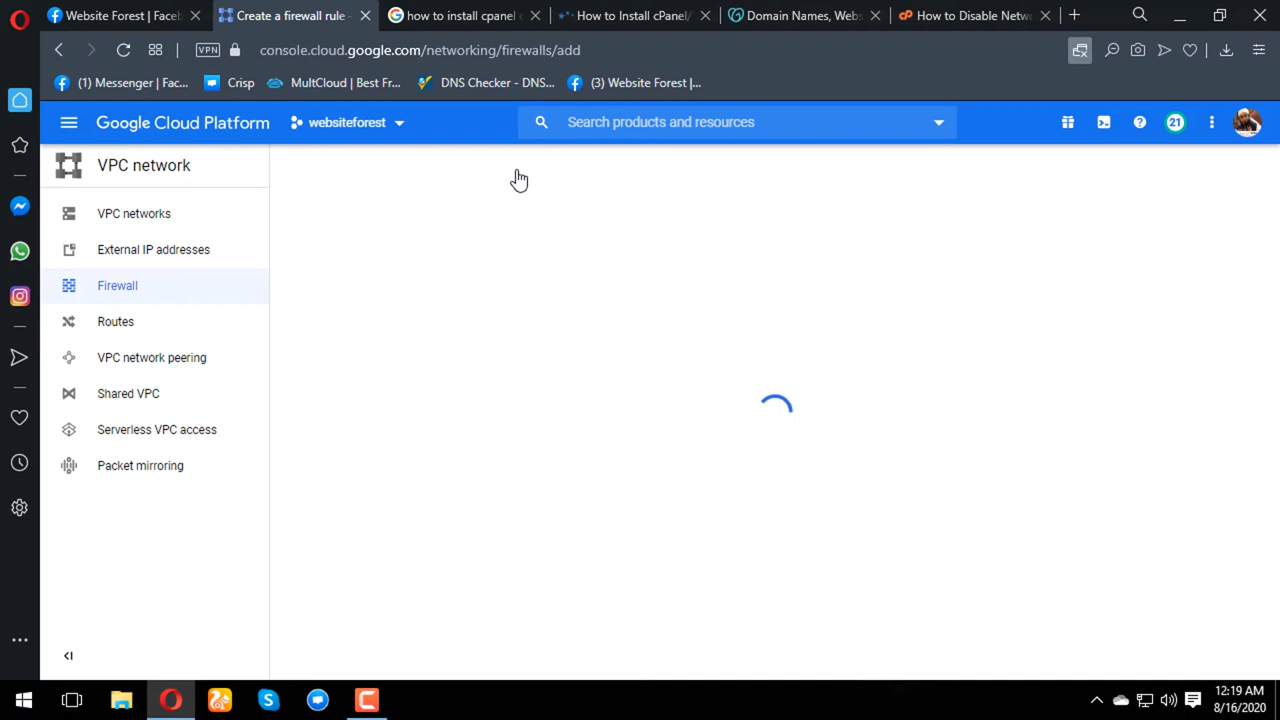 Website Forest | Facel
Create a firewall rule -
how to install cpanel c
How to Install cPanel/
Domain Names, Webs
How to Disable Netw
VPN
console.cloud.google.com/networking/firewalls/add
(1) Messenger | Fac...
Crisp
MultCloud | Best Fr...
DNS Checker - DNS...
(3) Website Forest |...
Google Cloud Platform
websiteforest
Search products and resources
21
VPC network
VPC networks
External IP addresses
Firewall
Routes
VPC network peering
Shared VPC
Serverless VPC access
Packet mirroring
12:19 AM
8/16/2020